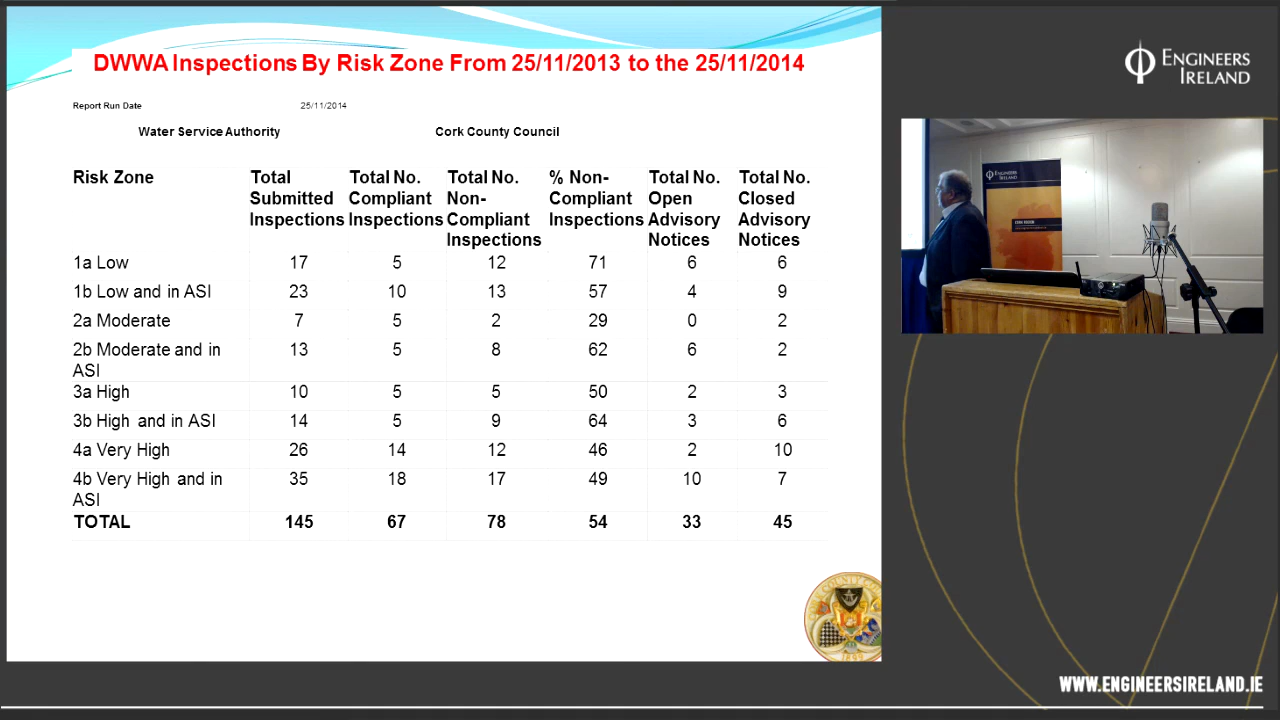 DWWA Inspections By Risk Zone From 25/11/2013 to the 25/11/2014
Report Run Date 25/11/2014
Water Service Authority Cork County Council
Risk Zone Total Submitted Inspections Total No. Compliant Inspections Total No. Non-Compliant Inspections % Non-Compliant Inspections Total No. Open Advisory Notices Total No. Closed Advisory Notices
1a Low 17 5 12 71 6 6
1b Low and in ASI 23 10 13 57 4 9
2a Moderate 7 5 2 29 0 2
2b Moderate and in ASI 13 5 8 62 6 2
3a High 10 5 5 50 2 3
3b High and in ASI 14 5 9 64 3 6
4a Very High 26 14 12 46 2 10
4b Very High and in ASI 35 18 17 49 10 7
TOTAL 145 67 78 54 33 45
ENGINEERS
IRELAND
ENGINEERS
IRELAND
WWW.ENGINEERSIRELAND.IE